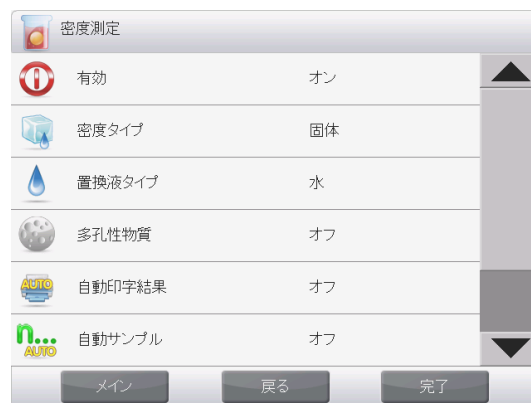 密度測定
有効 オン
密度タイプ 固体
置換液タイプ 水
多孔性物質 オフ
AUTO 自動印字結果 オフ
n... AUTO 自動サンプル オフ
メイン 戻る 完了